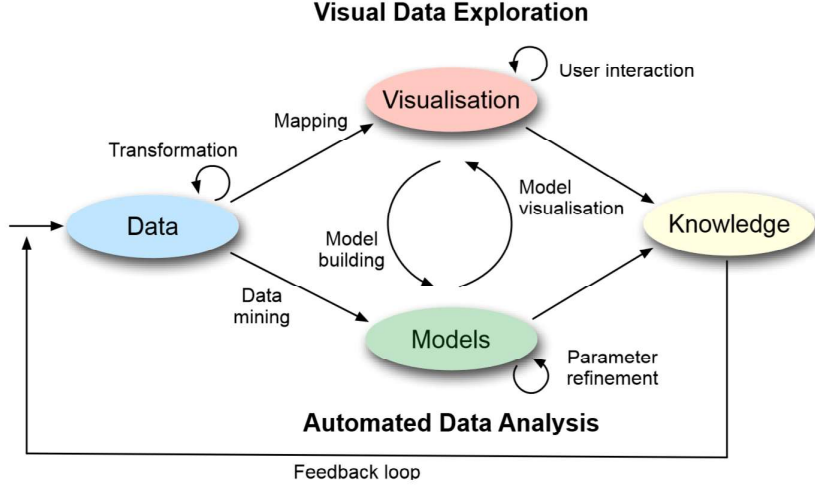 Visual Data Exploration
User interaction
Visualisation
Mapping
Transformation
Model
visualisation
Data
Knowledge
Model
building
Data
mining
Models
Parameter
refinement
Automated Data Analysis
Feedback loop